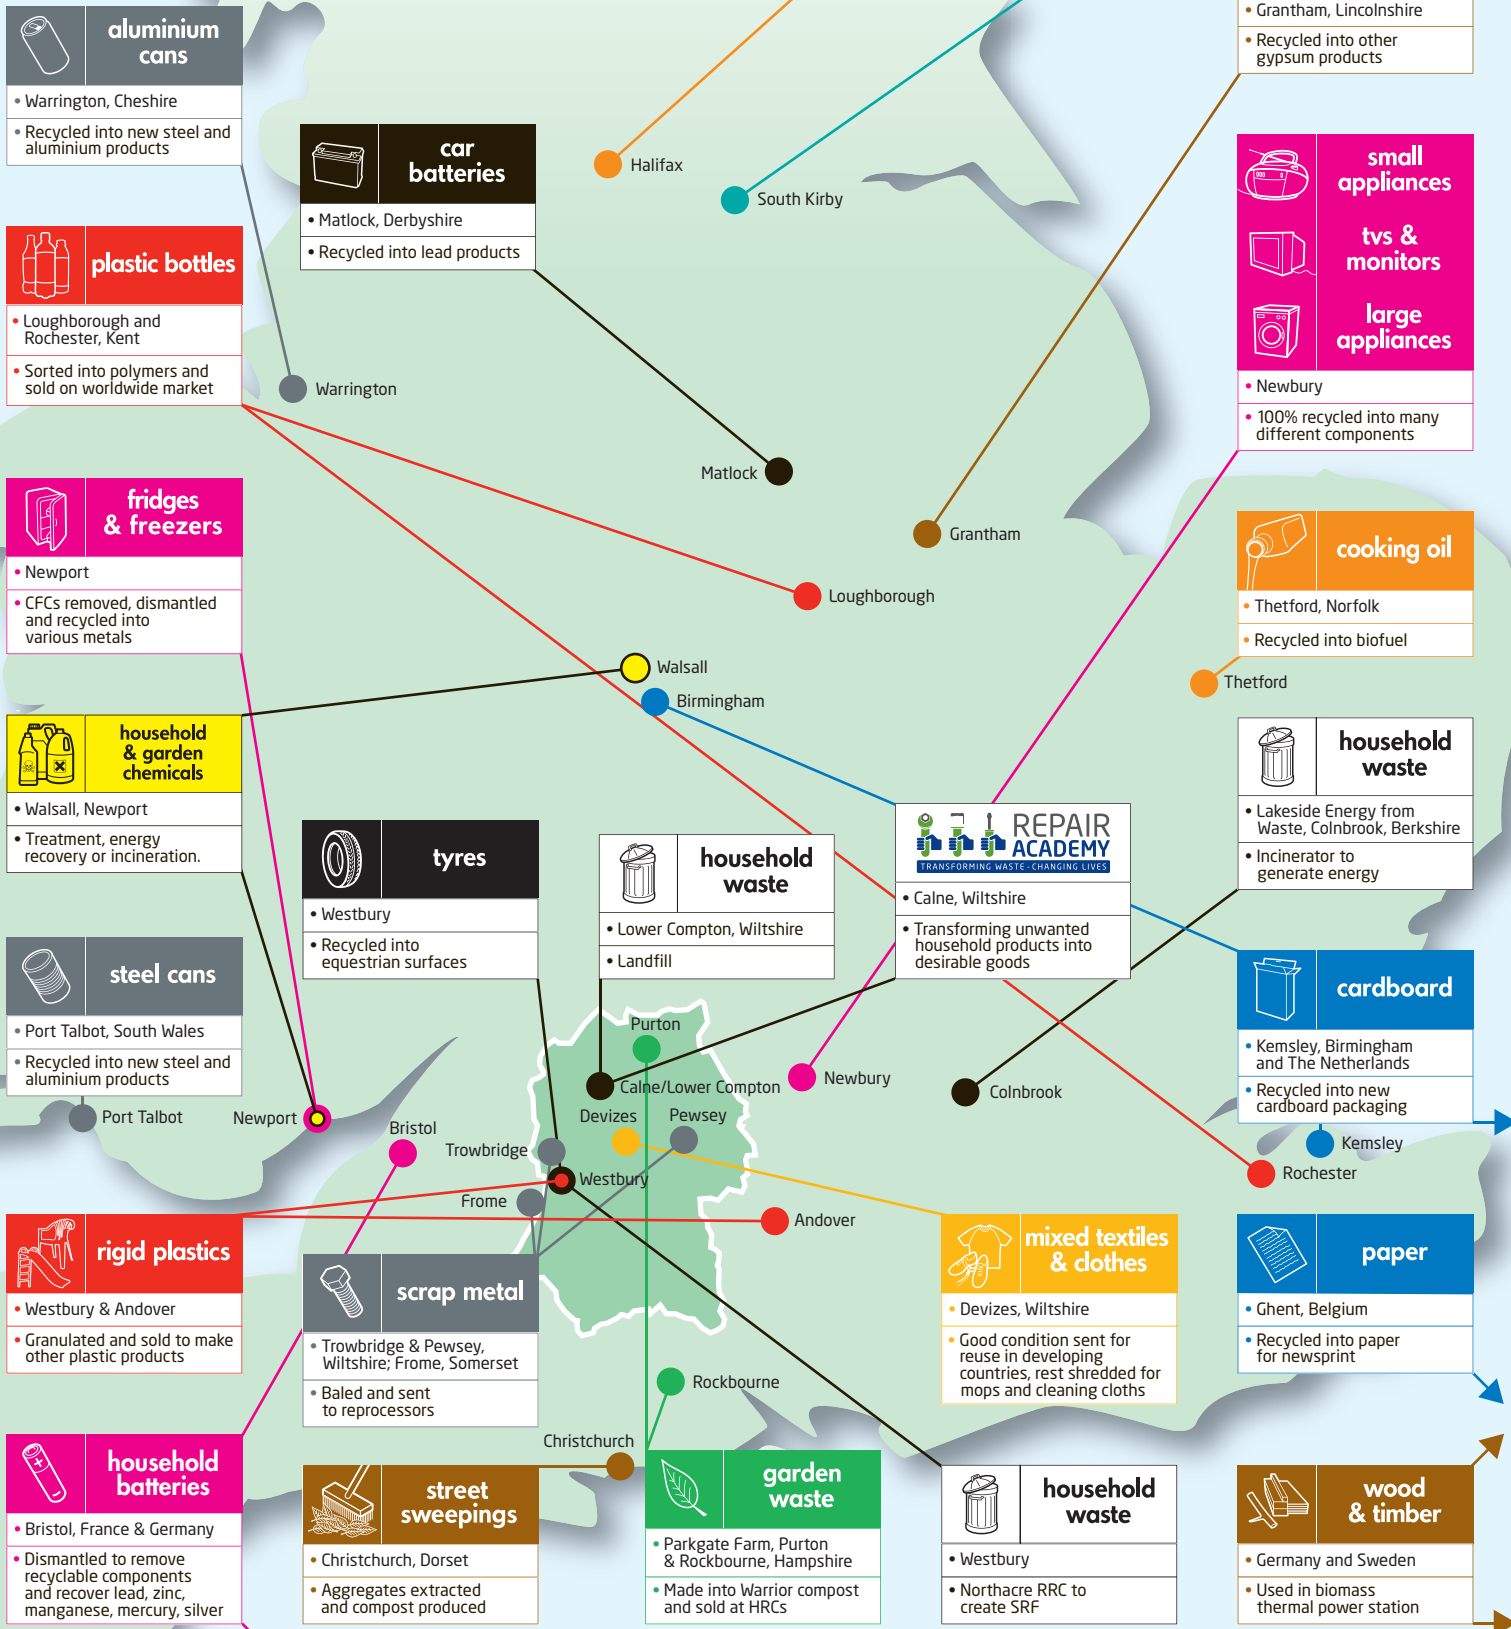 aluminium
cans
• Warrington, Cheshire
• Recycled into new steel and
aluminium products
• Grantham, Lincolnshire
• Recycled into other
gypsum products
car
batteries
• Matlock, Derbyshire
• Recycled into lead products
Halifax
South Kirby
small
appliances
tvs &
monitors
large
appliances
• Newbury
• 100% recycled into many
different components
plastic bottles
• Loughborough and
Rochester, Kent
• Sorted into polymers and
sold on worldwide market
Warrington
Matlock
Grantham
fridges
& freezers
• Newport
• CFCs removed, dismantled
and recycled into
various metals
Loughborough
cooking oil
• Thetford, Norfolk
• Recycled into biofuel
Thetford
Walsall
Birmingham
household
& garden
chemicals
• Walsall, Newport
• Treatment, energy
recovery or incineration.
tyres
• Westbury
• Recycled into
equestrian surfaces
household
waste
• Lower Compton, Wiltshire
• Landfill
REPAIR
ACADEMY
TRANSFORMING WASTE - CHANGING LIVES
• Calne, Wiltshire
• Transforming unwanted
household products into
desirable goods
household
waste
• Lakeside Energy from
Waste, Colnbrook, Berkshire
• Incinerator to
generate energy
steel cans
• Port Talbot, South Wales
• Recycled into new steel and
aluminium products
Port Talbot
Newport
Bristol
Purton
Calne/Lower Compton
Devizes
Pewsey
Trowbridge
Westbury
Frome
Newbury
Colnbrook
cardboard
• Kemsley, Birmingham
and The Netherlands
• Recycled into new
cardboard packaging
Kemsley
Rochester
Andover
rigid plastics
• Westbury & Andover
• Granulated and sold to make
other plastic products
scrap metal
• Trowbridge & Pewsey,
Wiltshire; Frome, Somerset
• Baled and sent
to reprocessors
mixed textiles
& clothes
• Devizes, Wiltshire
• Good condition sent for
reuse in developing
countries, rest shredded for
mops and cleaning cloths
paper
• Ghent, Belgium
• Recycled into paper
for newsprint
Rockbourne
Christchurch
household
batteries
• Bristol, France & Germany
• Dismantled to remove
recyclable components
and recover lead, zinc,
manganese, mercury, silver
street
sweepings
• Christchurch, Dorset
• Aggregates extracted
and compost produced
garden
waste
• Parkgate Farm, Purton
& Rockbourne, Hampshire
• Made into Warrior compost
and sold at HRCs
household
waste
• Westbury
• Northacre RRC to
create SRF
wood
& timber
• Germany and Sweden
• Used in biomass
thermal power station